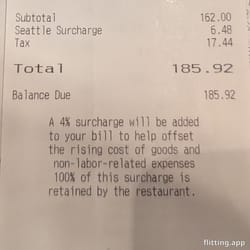 Subtotal 162.00
Seattle Surcharge 6.48
Tax 17.44
Total 185.92
Balance Due 185.92
A 4% surcharge will be added
to your bill to help offset
the rising cost of goods and
non-labor-related expenses
100% of this surcharge is
retained by the restaurant.
flitting.app